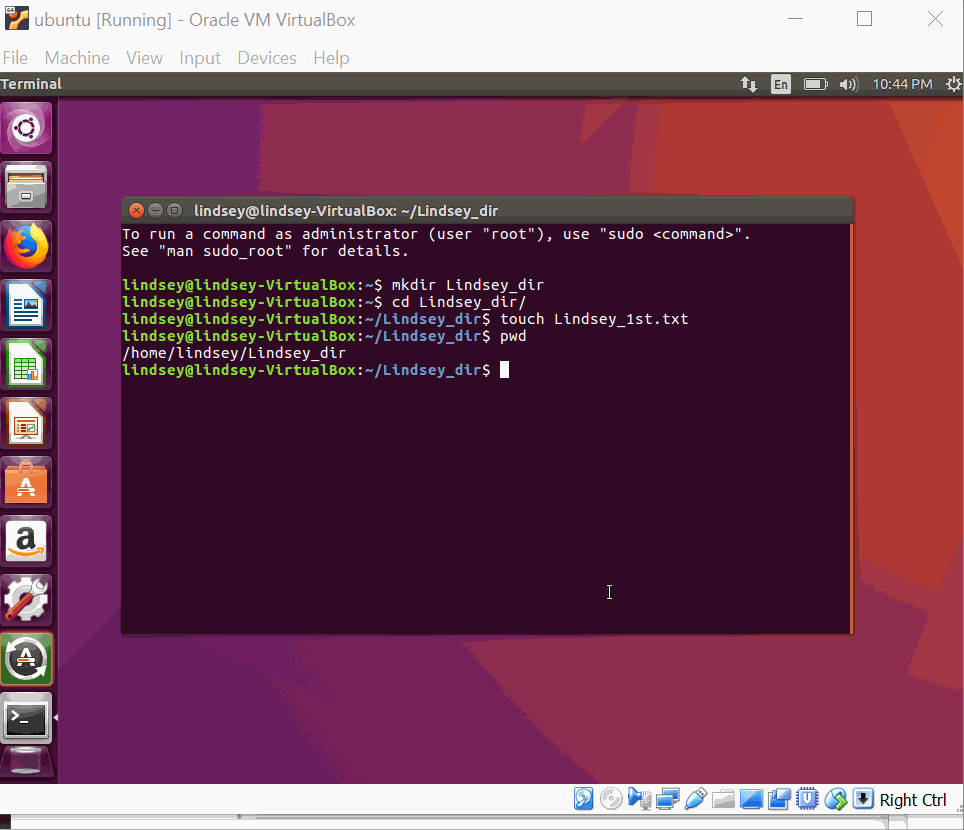 ubuntu [Running] - Oracle VM VirtualBox
File Machine View Input Devices Help
Terminal En 10:44 PM
lindsey@lindsey-VirtualBox: ~/Lindsey_dir
To run a command as administrator (user "root"), use "sudo <command>".
See "man sudo_root" for details.
lindsey@lindsey-VirtualBox:~$ mkdir Lindsey_dir
lindsey@lindsey-VirtualBox:~$ cd Lindsey_dir/
lindsey@lindsey-VirtualBox:~/Lindsey_dir$ touch Lindsey_1st.txt
lindsey@lindsey-VirtualBox:~/Lindsey_dir$ pwd
/home/lindsey/Lindsey_dir
lindsey@lindsey-VirtualBox:~/Lindsey_dir$
Right Ctrl